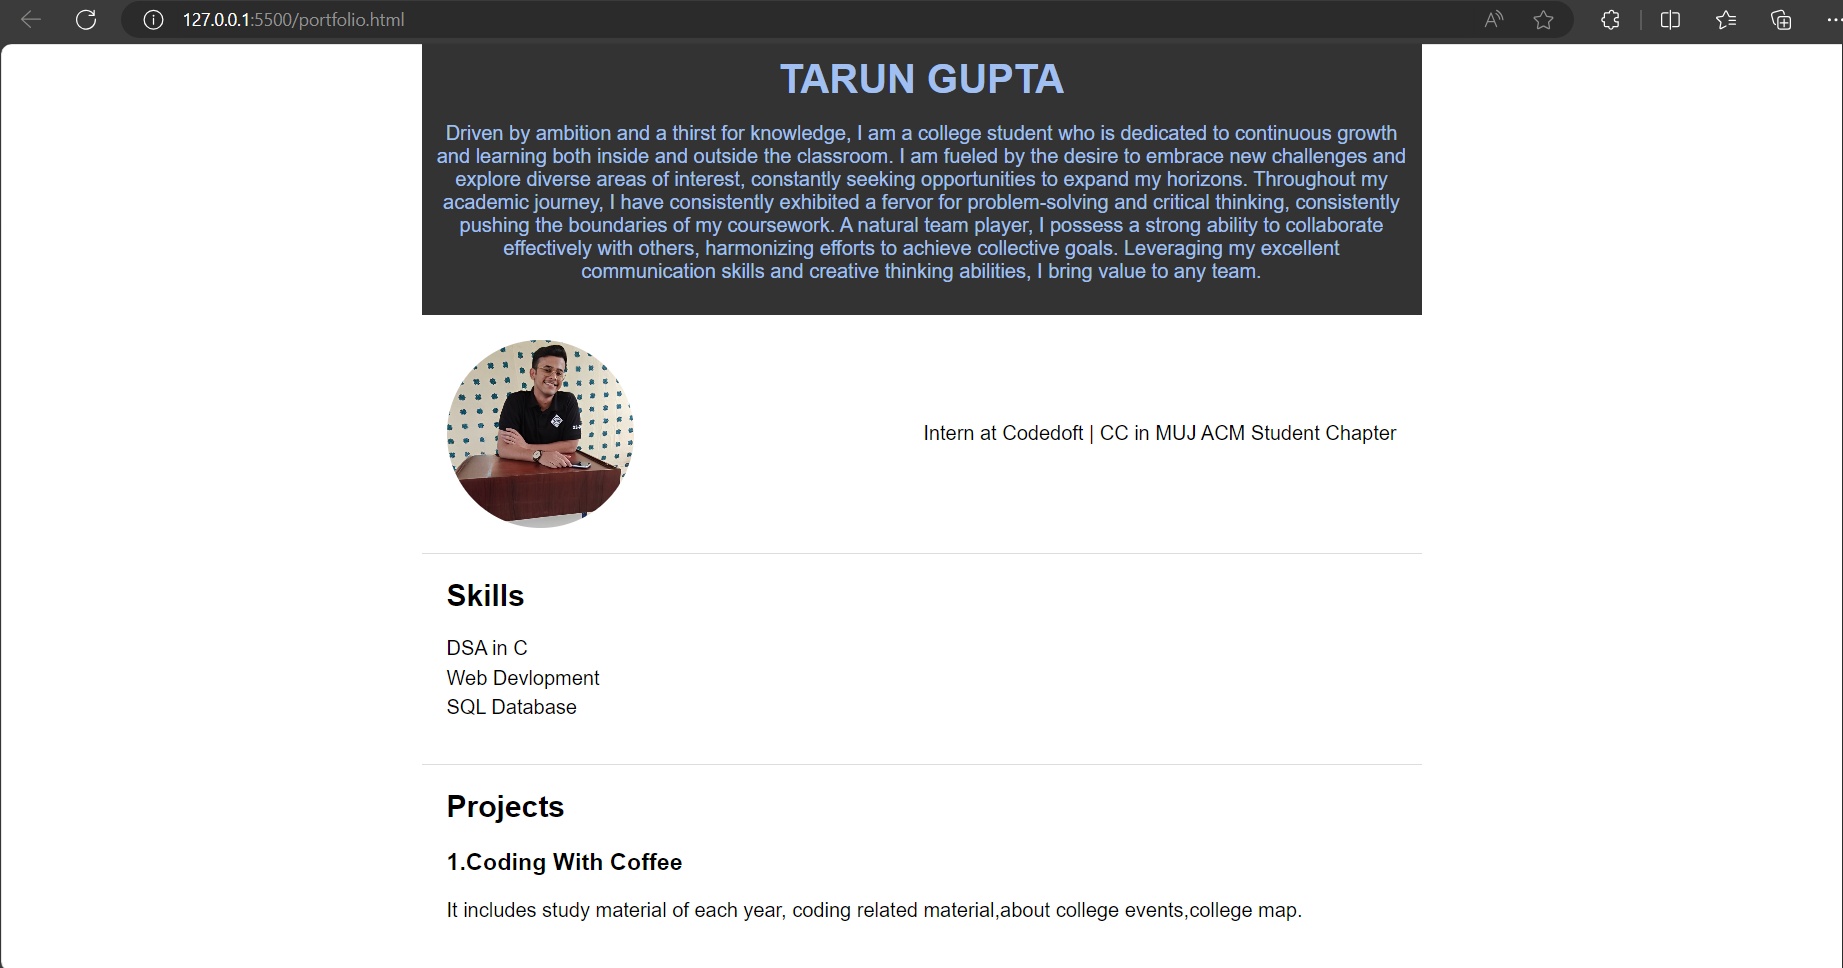 127.0.0.1:5500/portfolio.html
TARUN GUPTA
Driven by ambition and a thirst for knowledge, I am a college student who is dedicated to continuous growth
and learning both inside and outside the classroom. I am fueled by the desire to embrace new challenges and
explore diverse areas of interest, constantly seeking opportunities to expand my horizons. Throughout my
academic journey, I have consistently exhibited a fervor for problem-solving and critical thinking, consistently
pushing the boundaries of my coursework. A natural team player, I possess a strong ability to collaborate
effectively with others, harmonizing efforts to achieve collective goals. Leveraging my excellent
communication skills and creative thinking abilities, I bring value to any team.
Intern at Codedoft | CC in MUJ ACM Student Chapter
Skills
DSA in C
Web Devlopment
SQL Database
Projects
1.Coding With Coffee
It includes study material of each year, coding related material,about college events,college map.